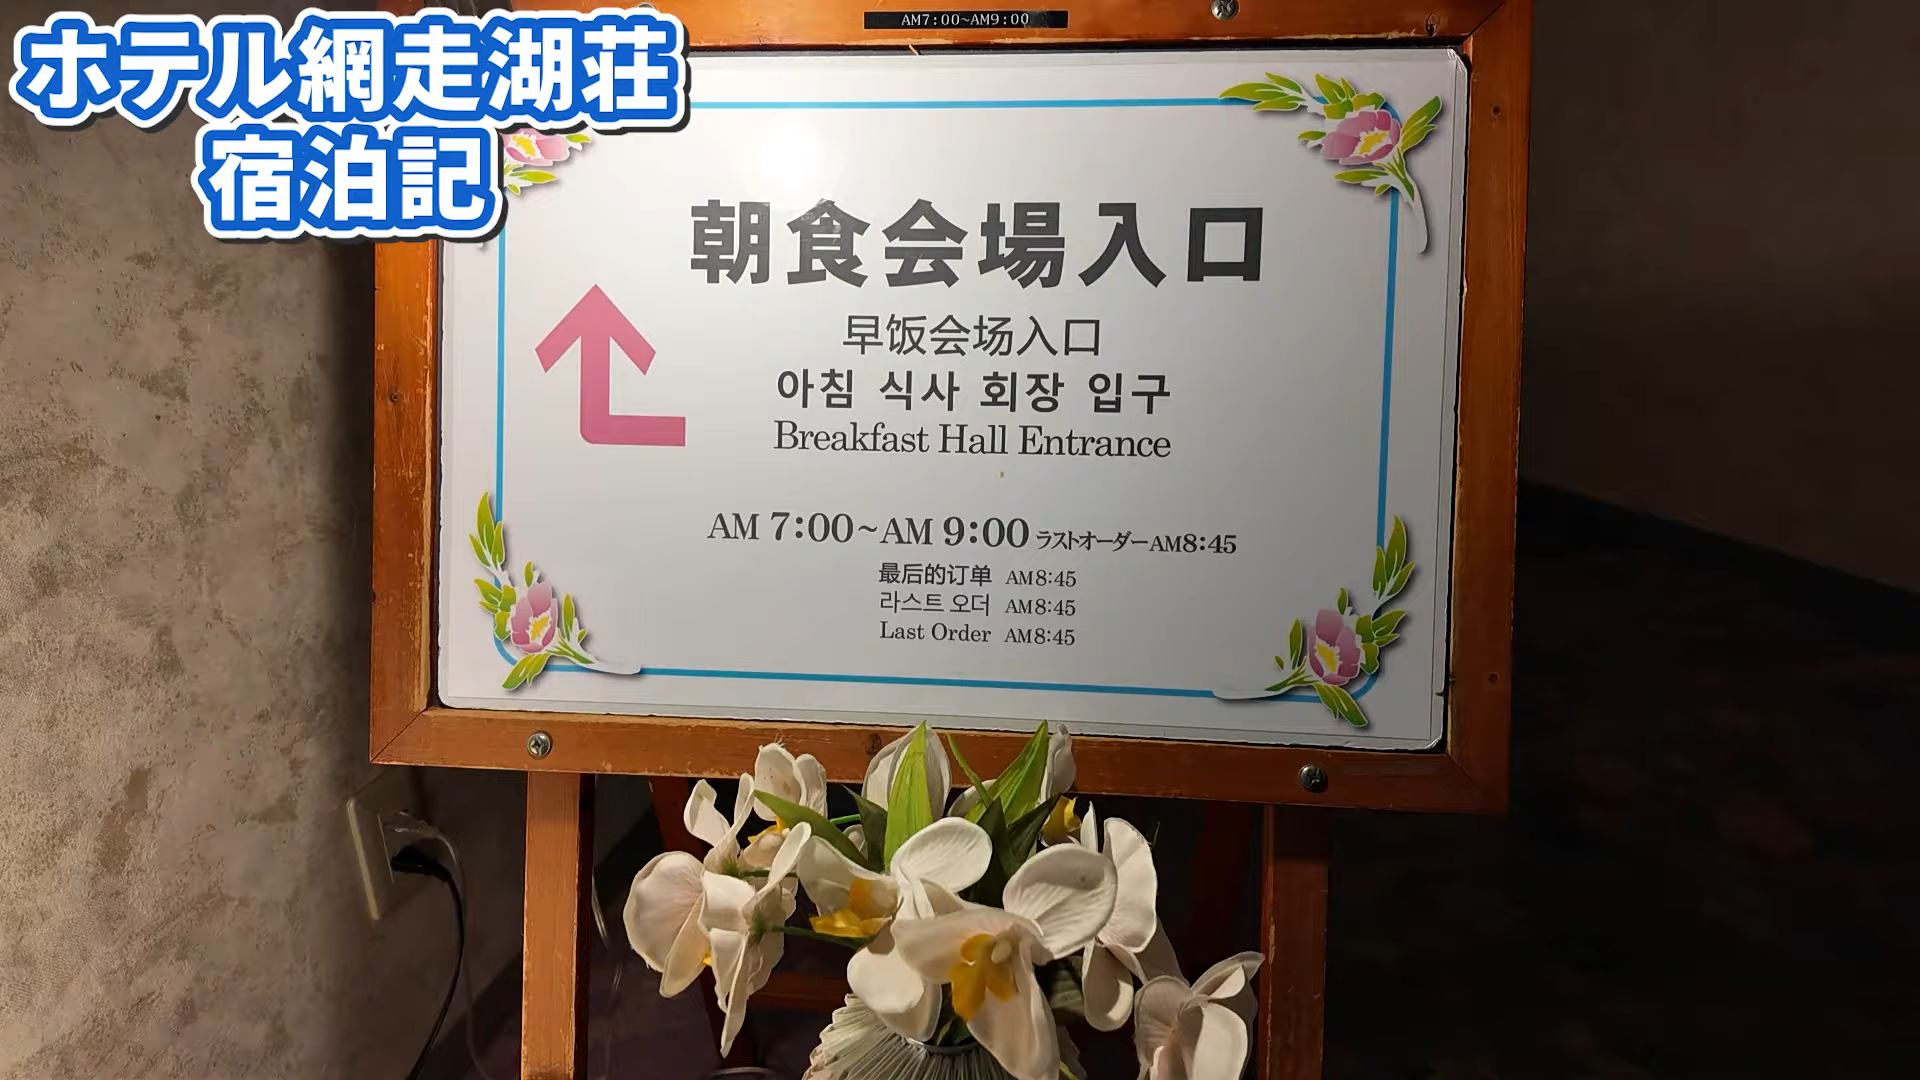 ホテル網走湖荘
宿泊記
AM7:00~AM9:00
朝食会場入口
早饭会场入口
아침 식사 회장 입구
Breakfast Hall Entrance
AM 7:00~AM 9:00 ラストオーダーAM8:45
最后的订单 AM8:45
라스트 오더 AM8:45
Last Order AM8:45